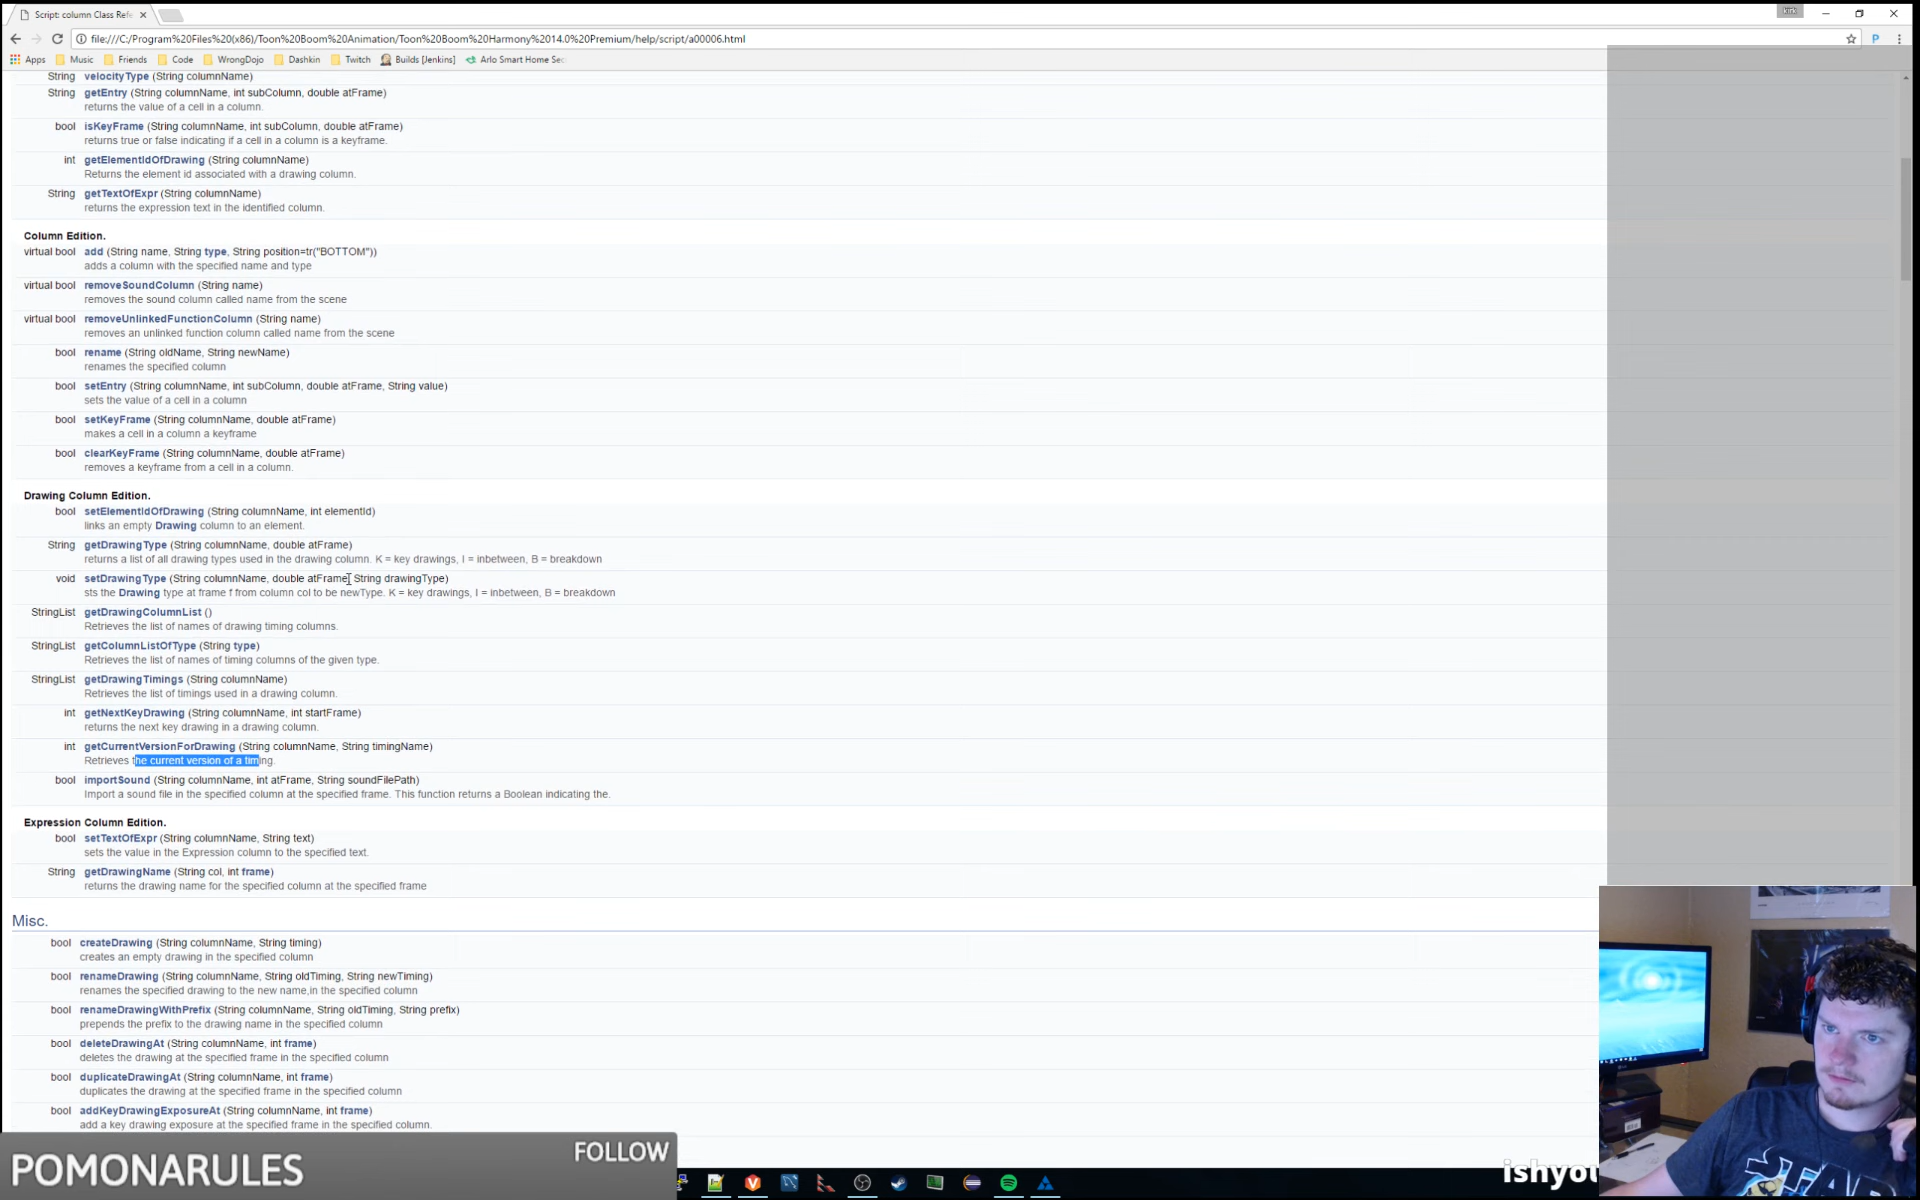 Script: column Class Refe
kirk
file:///C:/Program%20Files%20(x86)/Toon%20Boom%20Animation/Toon%20Boom%20Harmony%2014.0%20Premium/help/script/a00006.html
Apps Music Friends Code WrongDojo Dashkin Twitch Builds [Jenkins] Arlo Smart Home Sec
String velocityType (String columnName)
String getEntry (String columnName, int subColumn, double atFrame)
returns the value of a cell in a column.
bool isKeyFrame (String columnName, int subColumn, double atFrame)
returns true or false indicating if a cell in a column is a keyframe.
int getElementIdOfDrawing (String columnName)
Returns the element id associated with a drawing column.
String getTextOfExpr (String columnName)
returns the expression text in the identified column.
Column Edition.
virtual bool add (String name, String type, String position=tr("BOTTOM"))
adds a column with the specified name and type
virtual bool removeSoundColumn (String name)
removes the sound column called name from the scene
virtual bool removeUnlinkedFunctionColumn (String name)
removes an unlinked function column called name from the scene
bool rename (String oldName, String newName)
renames the specified column
bool setEntry (String columnName, int subColumn, double atFrame, String value)
sets the value of a cell in a column
bool setKeyFrame (String columnName, double atFrame)
makes a cell in a column a keyframe
bool clearKeyFrame (String columnName, double atFrame)
removes a keyframe from a cell in a column.
Drawing Column Edition.
bool setElementIdOfDrawing (String columnName, int elementId)
links an empty Drawing column to an element.
String getDrawingType (String columnName, double atFrame)
returns a list of all drawing types used in the drawing column. K = key drawings, I = inbetween, B = breakdown
void setDrawingType (String columnName, double atFrame, String drawingType)
sts the Drawing type at frame f from column col to be newType. K = key drawings, I = inbetween, B = breakdown
StringList getDrawingColumnList ()
Retrieves the list of names of drawing timing columns.
StringList getColumnListOfType (String type)
Retrieves the list of names of timing columns of the given type.
StringList getDrawingTimings (String columnName)
Retrieves the list of timings used in a drawing column.
int getNextKeyDrawing (String columnName, int startFrame)
returns the next key drawing in a drawing column.
int getCurrentVersionForDrawing (String columnName, String timingName)
Retrieves the current version of a timing.
bool importSound (String columnName, int atFrame, String soundFilePath)
Import a sound file in the specified column at the specified frame. This function returns a Boolean indicating the.
Expression Column Edition.
bool setTextOfExpr (String columnName, String text)
sets the value in the Expression column to the specified text.
String getDrawingName (String col, int frame)
returns the drawing name for the specified column at the specified frame
Misc.
bool createDrawing (String columnName, String timing)
creates an empty drawing in the specified column
bool renameDrawing (String columnName, String oldTiming, String newTiming)
renames the specified drawing to the new name,in the specified column
bool renameDrawingWithPrefix (String columnName, String oldTiming, String prefix)
prepends the prefix to the drawing name in the specified column
bool deleteDrawingAt (String columnName, int frame)
deletes the drawing at the specified frame in the specified column
bool duplicateDrawingAt (String columnName, int frame)
duplicates the drawing at the specified frame in the specified column
bool addKeyDrawingExposureAt (String columnName, int frame)
add a key drawing exposure at the specified frame in the specified column.
FOLLOW
POMONARULES
ishyou